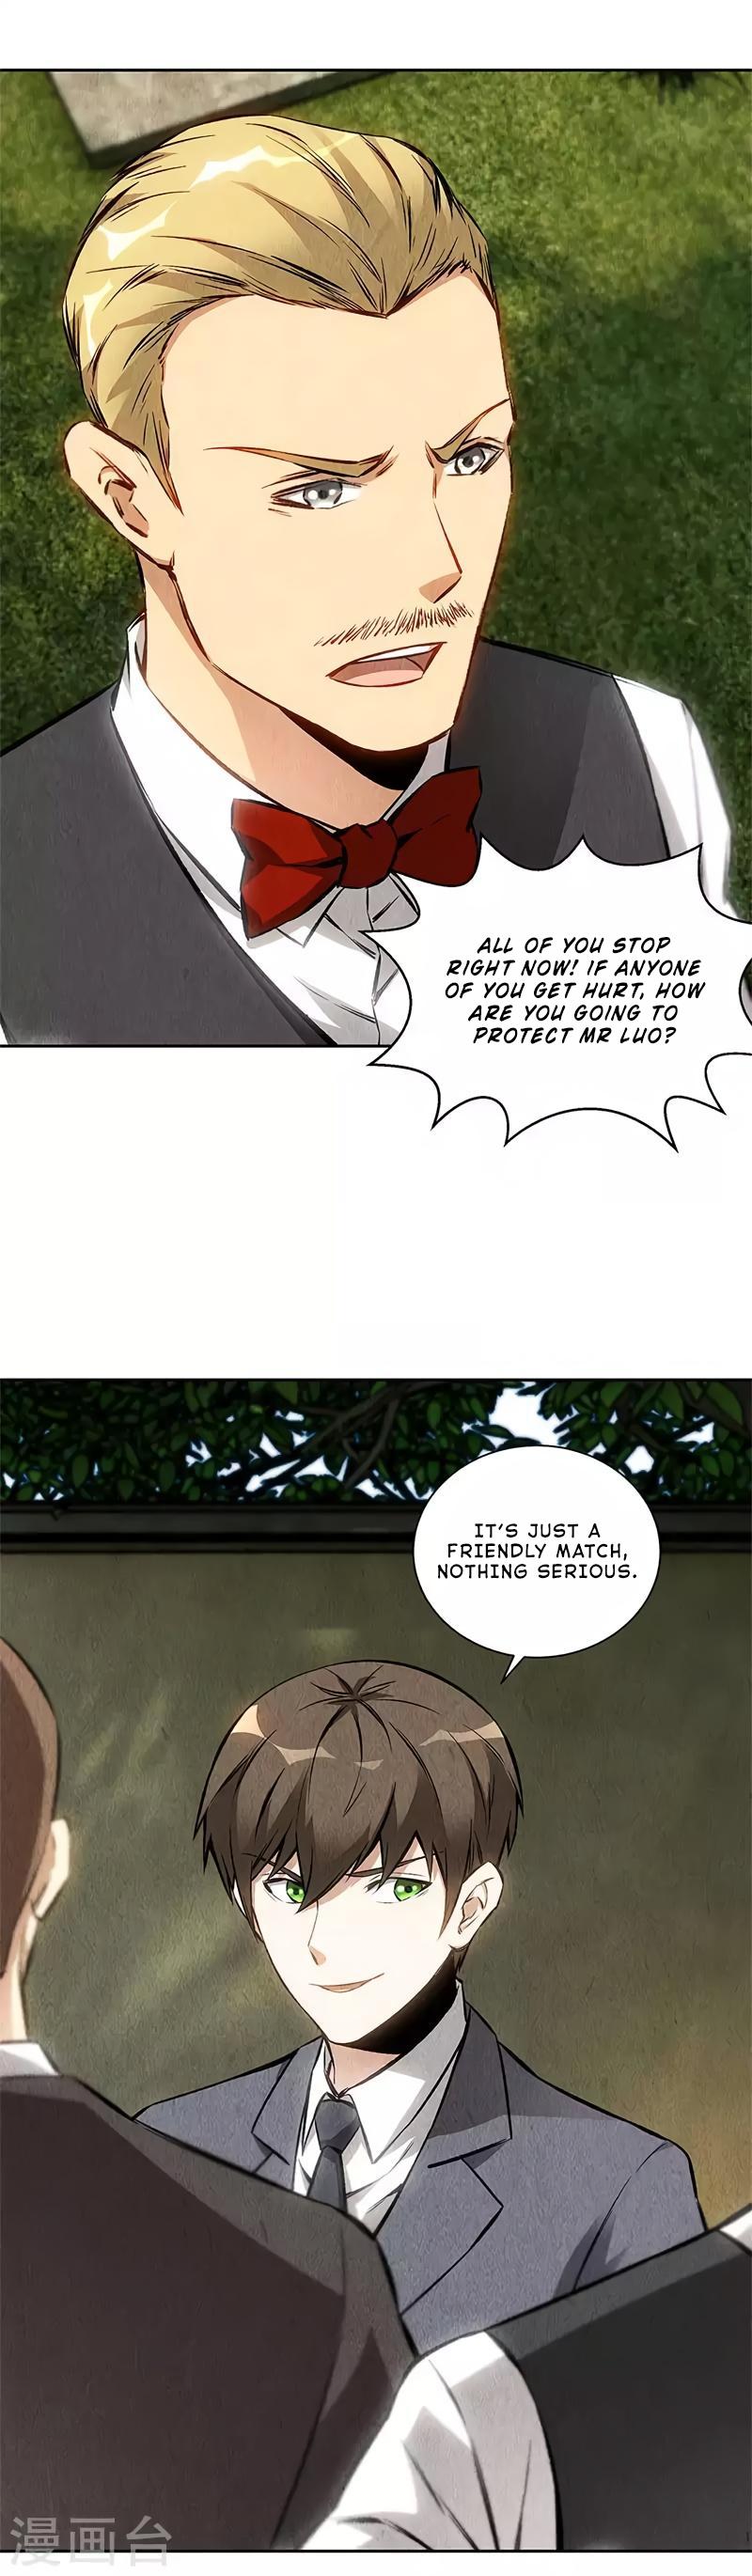 ALL OF YOU STOP
RIGHT NOW! IF ANYONE
OF YOU GET HURT, HOW
ARE YOU GOING TO
PROTECT MR LUO?
IT'S JUST A
FRIENDLY MATCH,
NOTHING SERIOUS.
漫画台